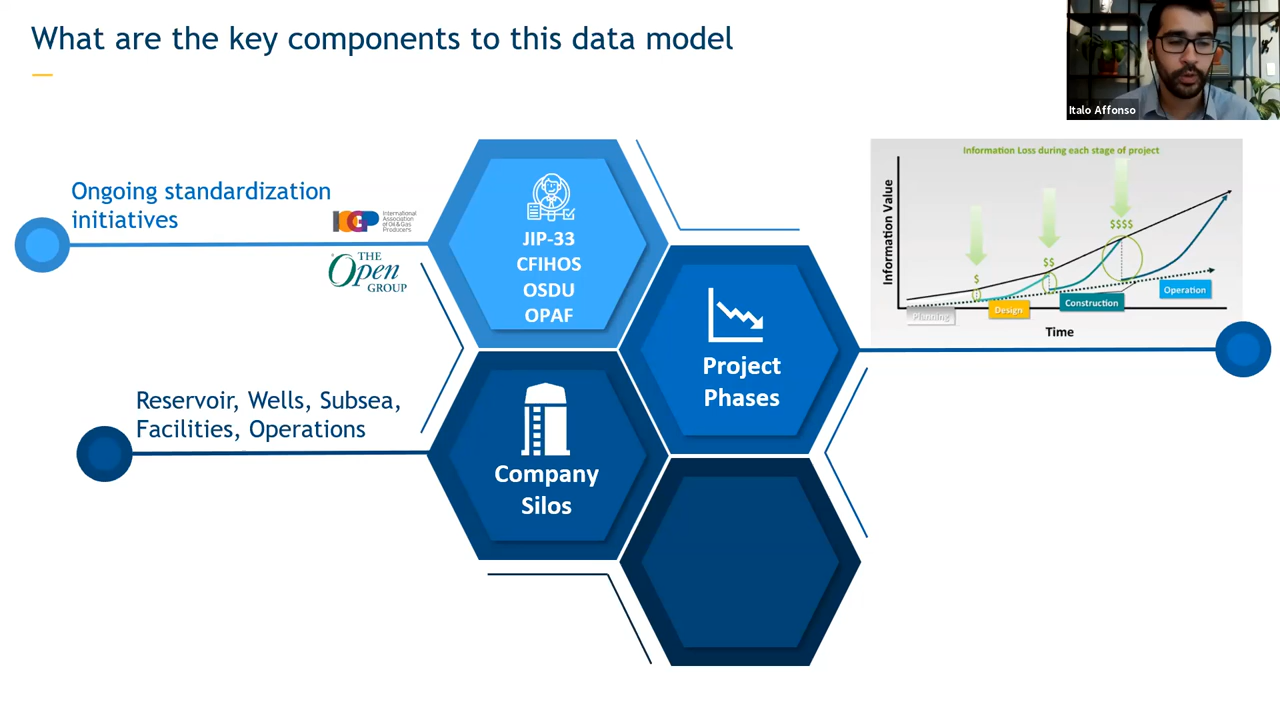 What are the key components to this data model
Italo Affonso
Ongoing standardization
initiatives
IOGP
International
Association
of Oil & Gas
Producers
THE
Open
GROUP
JIP-33
CFIHOS
OSDU
OPAF
Information Loss during each stage of project
Information Value
$
$$
$$$$
Planning
Design
Construction
Operation
Time
Project
Phases
Reservoir, Wells, Subsea,
Facilities, Operations
Company
Silos